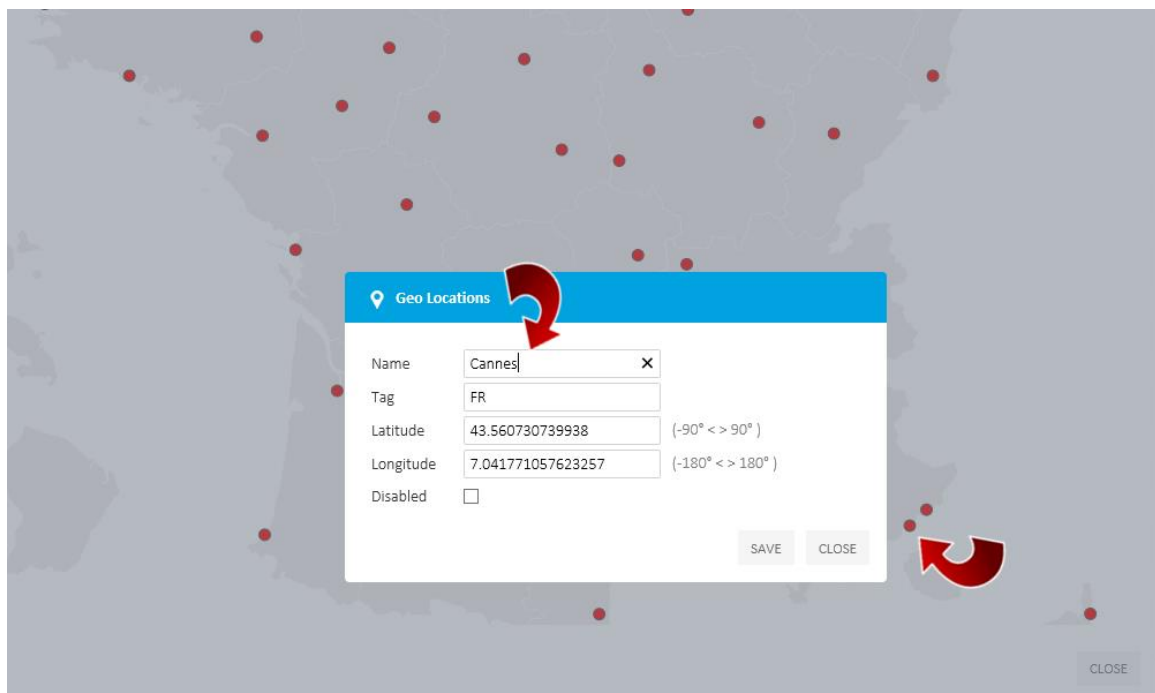 Geo Locations
Name Cannes
Tag FR
Latitude 43.560730739938 (-90° < > 90° )
Longitude 7.041771057623257 (-180° < > 180° )
Disabled
SAVE CLOSE
CLOSE